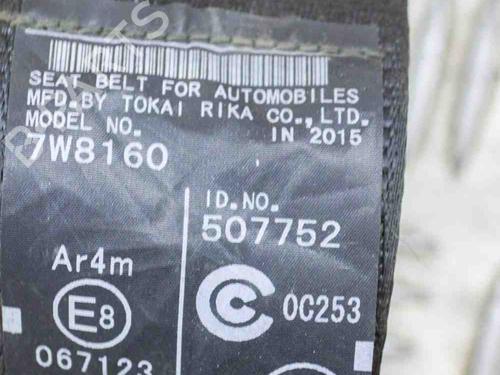 SEAT BELT FOR AUTOMOBILES
MFD.BY TOKAI RIKA CO.,LTD.
MODEL NO. IN 2015
7W8160
ID.NO.
507752
Ar4m
E8
C 0C253
067123